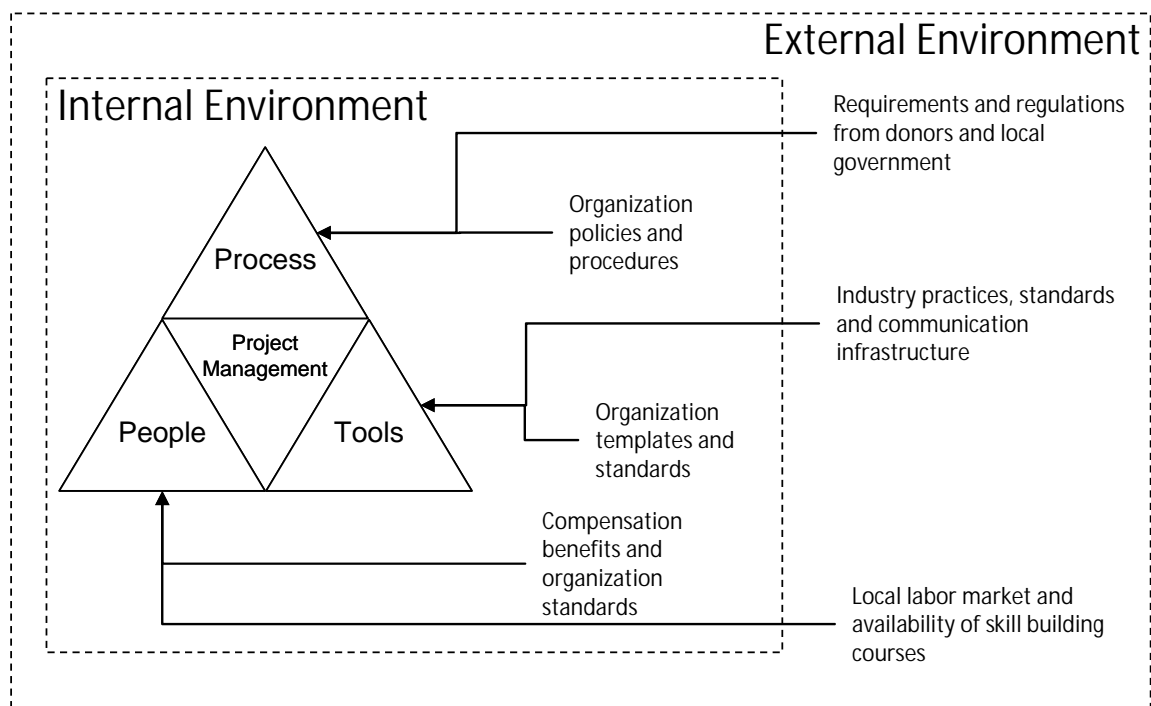 External Environment
Internal Environment
Requirements and regulations
from donors and local
government
Organization
policies and
procedures
Process
Industry practices, standards
and communication
infrastructure
Project
Management
People
Tools
Organization
templates and
standards
Compensation
benefits and
organization
standards
Local labor market and
availability of skill building
courses